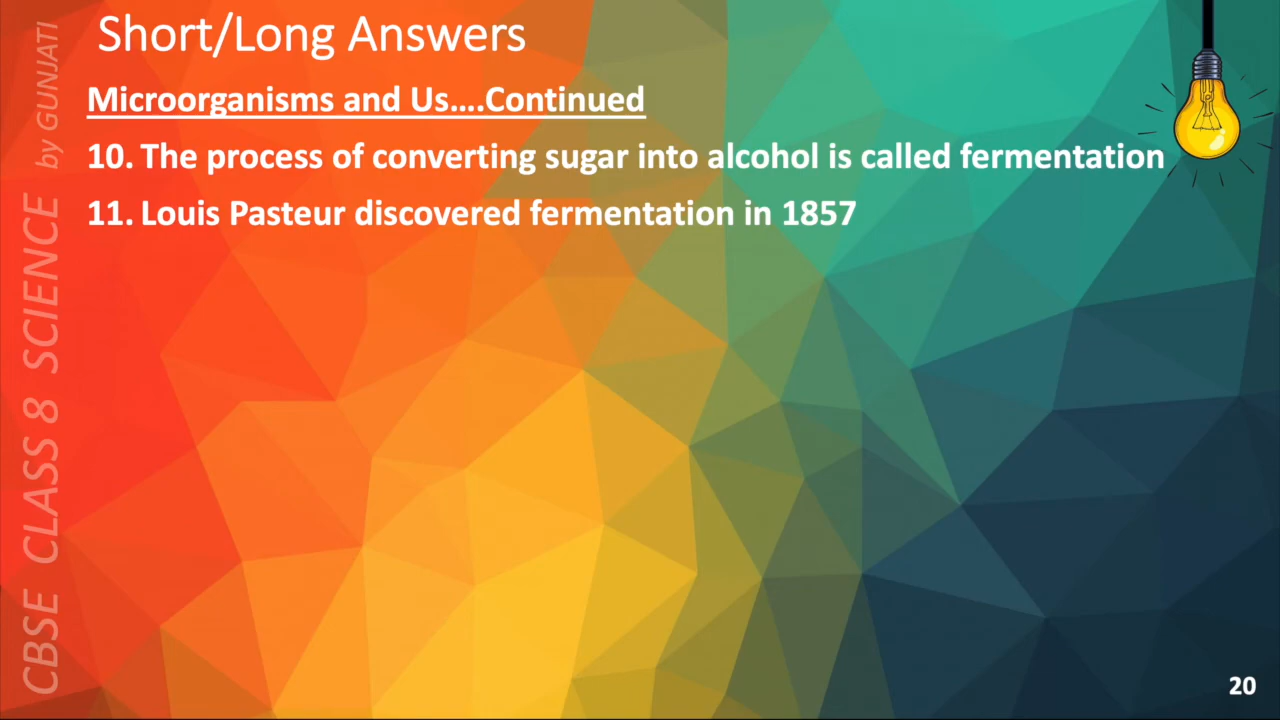 Short/Long Answers
Microorganisms and Us....Continued
10. The process of converting sugar into alcohol is called fermentation
11. Louis Pasteur discovered fermentation in 1857
CBSE CLASS 8 SCIENCE by GUNJATI
20